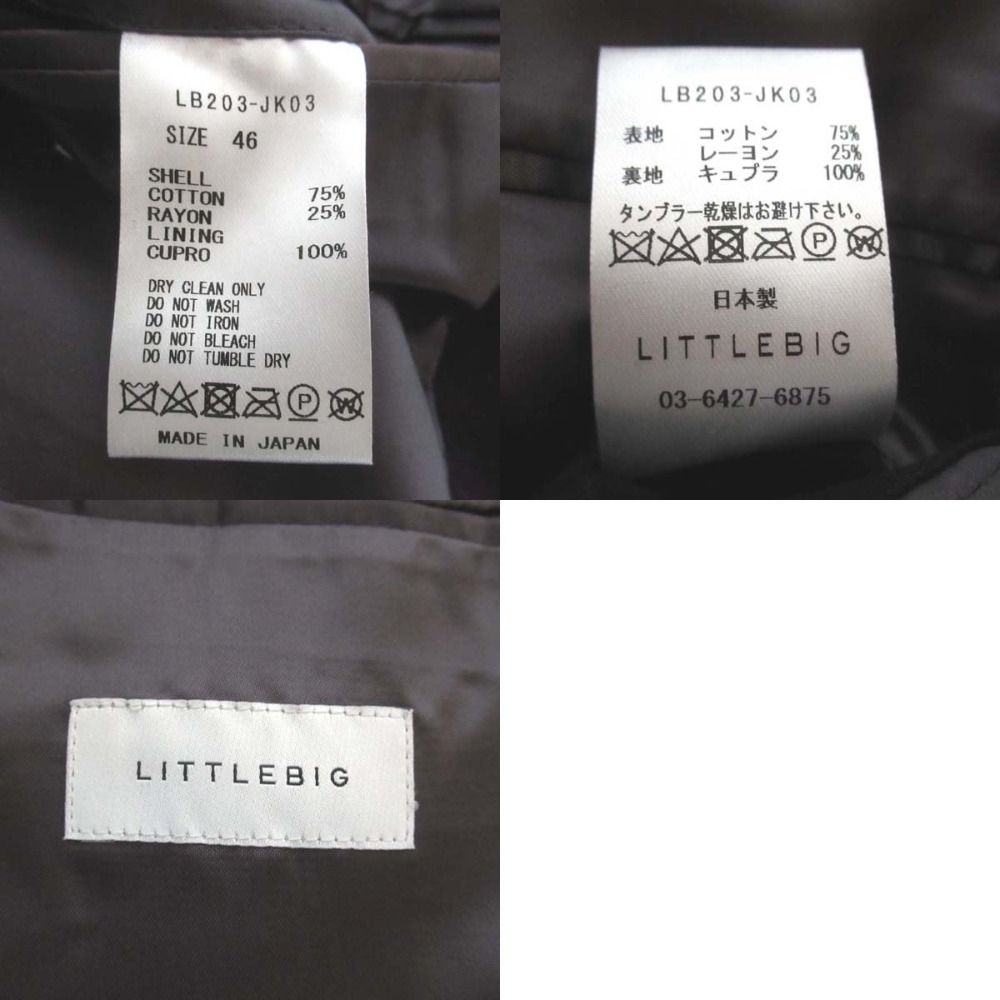 LB203-JK03
SIZE 46
SHELL
COTTON 75%
RAYON 25%
LINING
CUPRO 100%
DRY CLEAN ONLY
DO NOT WASH
DO NOT IRON
DO NOT BLEACH
DO NOT TUMBLE DRY
P W
MADE IN JAPAN
LB203-JK03
表地 コットン 75%
レーヨン 25%
裏地 キュプラ 100%
タンブラー乾燥はお避け下さい。
P W
日本製
LITTLEBIG
03-6427-6875
LITTLEBIG